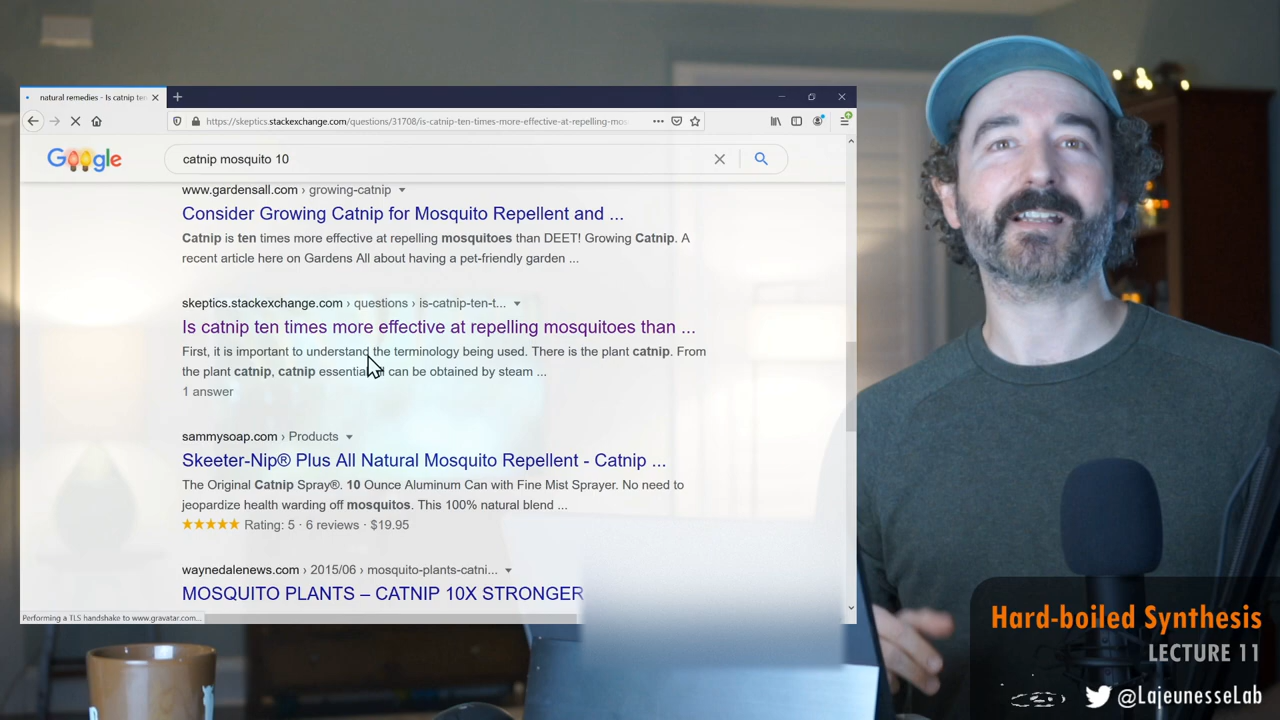 natural remedies - Is catnip ten
https://skeptics.stackexchange.com/questions/31708/is-catnip-ten-times-more-effective-at-repelling-mo
Google
catnip mosquito 10
www.gardensall.com › growing-catnip
Consider Growing Catnip for Mosquito Repellent and ...
Catnip is ten times more effective at repelling mosquitoes than DEET! Growing Catnip. A
recent article here on Gardens All about having a pet-friendly garden ...
skeptics.stackexchange.com › questions › is-catnip-ten-t...
Is catnip ten times more effective at repelling mosquitoes than ...
First, it is important to understand the terminology being used. There is the plant catnip. From
the plant catnip, catnip essential can be obtained by steam ...
1 answer
sammysoap.com › Products
Skeeter-Nip® Plus All Natural Mosquito Repellent - Catnip ...
The Original Catnip Spray®. 10 Ounce Aluminum Can with Fine Mist Sprayer. No need to
jeopardize health warding off mosquitos. This 100% natural blend ...
Rating: 5 · 6 reviews · $19.95
waynedalenews.com › 2015/06 › mosquito-plants-catni...
MOSQUITO PLANTS – CATNIP 10X STRONGER
Performing a TLS handshake to www.gravatar.com...
Hard-boiled Synthesis
LECTURE 11
@LajeunesseLab